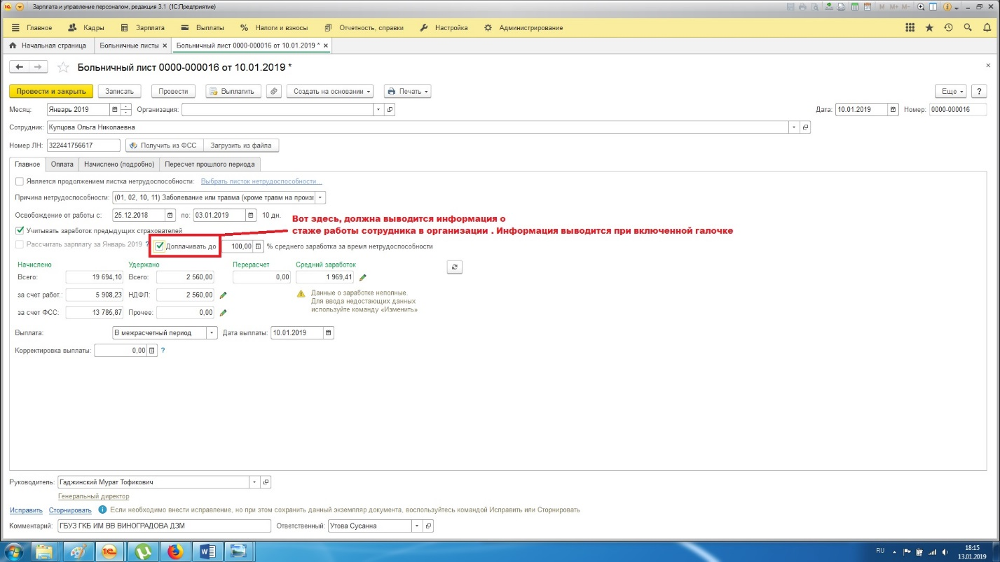 Зарплата и управление персоналом, редакция 3.1 (1С:Предприятие)
M M+ M-
Главное Кадры Зарплата Выплаты % Налоги и взносы Отчетность, справки Настройка Администрирование
Начальная страница Больничные листы × Больничный лист 0000-000016 от 10.01.2019 * ×
Больничный лист 0000-000016 от 10.01.2019 *
Провести и закрыть Записать Провести Выплатить Создать на основании Печать Еще ?
Месяц: Январь 2019 Организация: Дата: 10.01.2019 Номер: 0000-000016
Сотрудник: Купцова Ольга Николаевна
Номер ЛН: 322441756617 Получить из ФСС Загрузить из файла
Главное Оплата Начислено (подробно) Пересчет прошлого периода
Является продолжением листка нетрудоспособности: Выбрать листок нетрудоспособности...
Причина нетрудоспособности: (01, 02, 10, 11) Заболевание или травма (кроме травм на произв
Освобождение от работы с: 25.12.2018 по: 03.01.2019 10 дн.
Вот здесь, должна выводится информация о
стаже работы сотрудника в организации . Информация выводится при включенной галочке
Учитывать заработок предыдущих страхователей
Рассчитать зарплату за Январь 2019 ? Доплачивать до 100,00 % среднего заработка за время нетрудоспособности
Начислено Удержано Перерасчет Средний заработок
Всего: 19 694,10 Всего: 2 560,00 0,00 1 969,41
за счет работ.: 5 908,23 НДФЛ: 2 560,00
Данные о заработке неполные.
Для ввода недостающих данных
используйте команду «Изменить»
за счет ФСС: 13 785,87 Прочее: 0,00
Выплата: В межрасчетный период Дата выплаты: 10.01.2019
Корректировка выплаты: 0,00 ?
Руководитель: Гаджинский Мурат Тофикович
Генеральный директор
Исправить Сторнировать Если необходимо внести исправление, но при этом сохранить данный экземпляр документа, воспользуйтесь командой Исправить или Сторнировать
Комментарий: ГБУЗ ГКБ ИМ ВВ ВИНОГРАДОВА ДЗМ Ответственный: Утова Сусанна
RU 18:15
13.01.2019